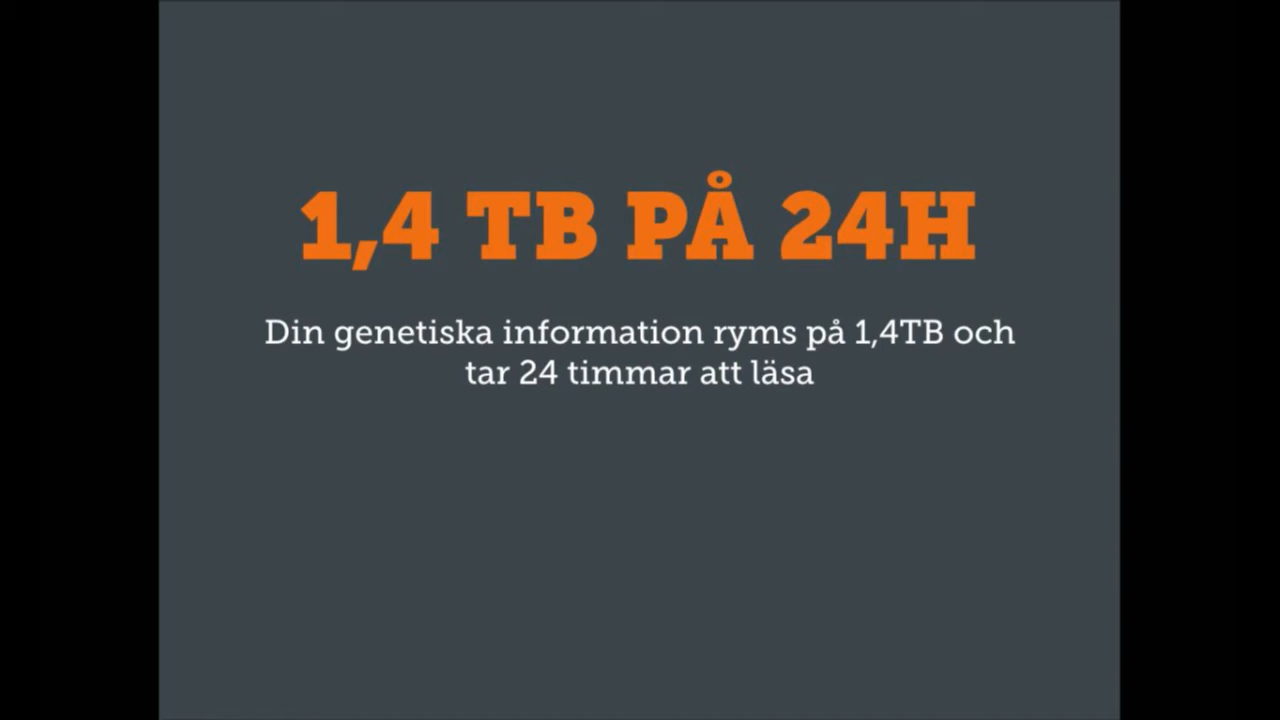 1,4 TB PÅ 24H
Din genetiska information ryms på 1,4TB och
tar 24 timmar att läsa